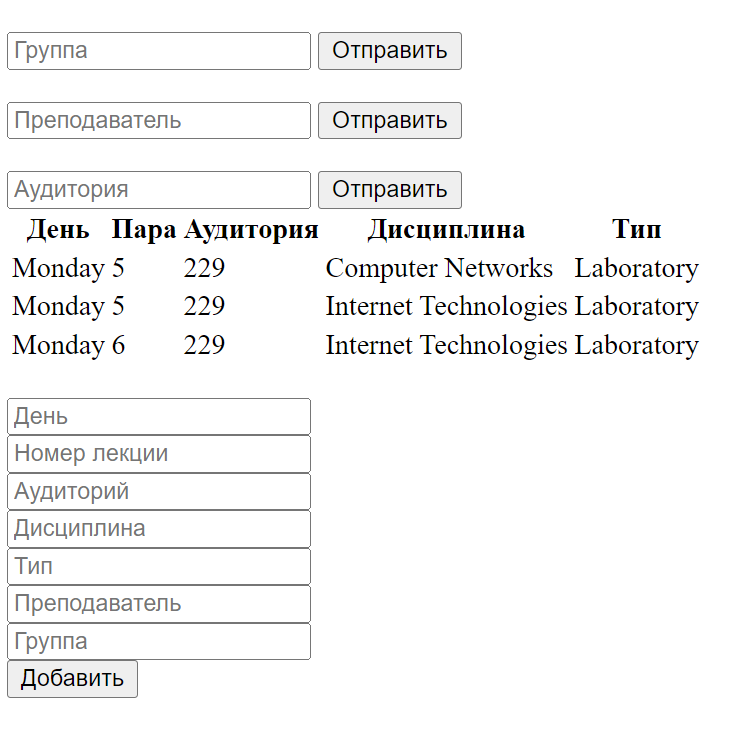 Группа Отправить
Преподаватель Отправить
Аудитория Отправить
День Пара Аудитория Дисциплина Тип
Monday 5 229 Computer Networks Laboratory
Monday 5 229 Internet Technologies Laboratory
Monday 6 229 Internet Technologies Laboratory
День
Номер лекции
Аудиторий
Дисциплина
Тип
Преподаватель
Группа
Добавить